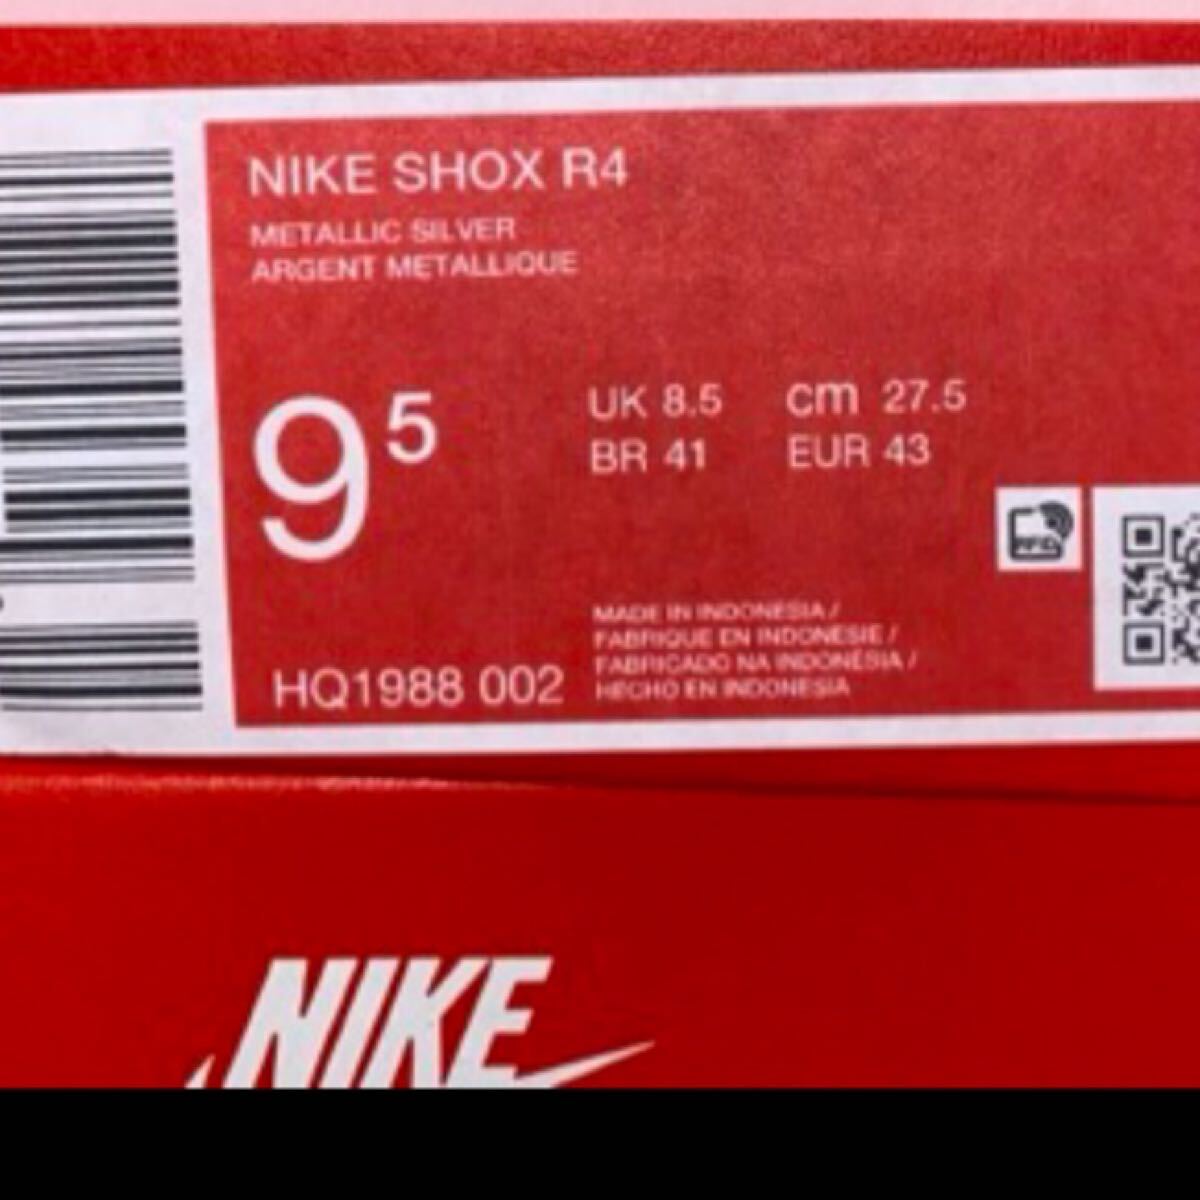 NIKE SHOX R4
METALLIC SILVER
ARGENT METALLIQUE
9 5
UK 8.5 cm 27.5
BR 41 EUR 43
RFID
MADE IN INDONESIA /
FABRIQUE EN INDONESIE /
FABRICADO NA INDONÉSIA /
HECHO EN INDONESIA
HQ1988 002
NIKE